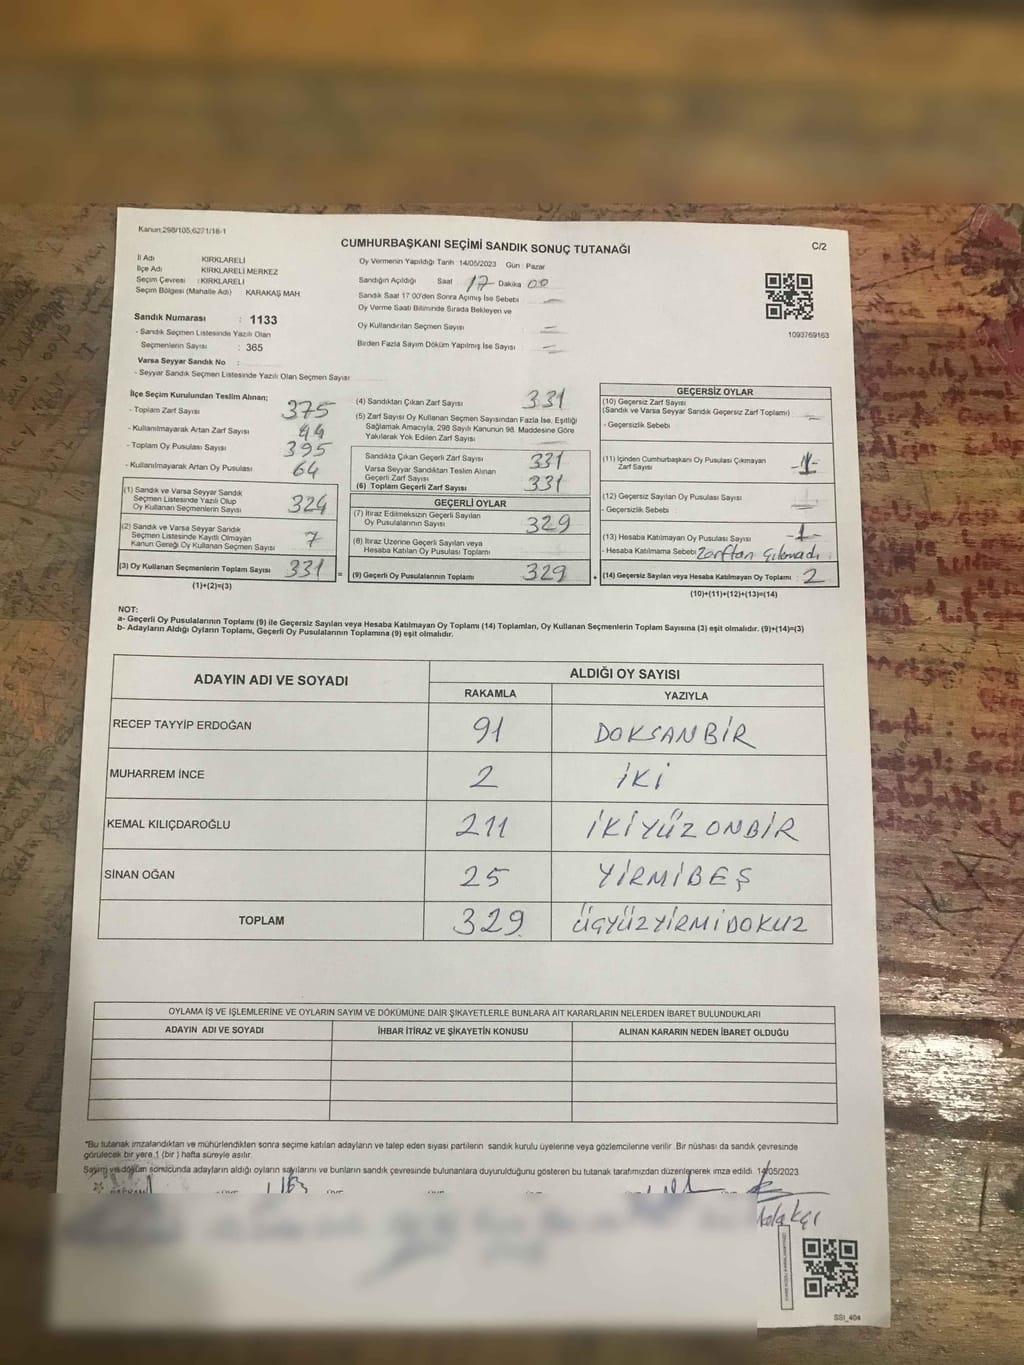 Kanun:298/105,6271/18-1
CUMHURBAŞKANI SEÇİMİ SANDIK SONUÇ TUTANAĞI
C/2
İl Adı : KIRKLARELİ
İlçe Adı : KIRKLARELİ MERKEZ
Seçim Çevresi : KIRKLARELİ
Seçim Bölgesi (Mahalle Adı) : KARAKAŞ MAH
Sandık Numarası : 1133
- Sandık Seçmen Listesinde Yazılı Olan
Seçmenlerin Sayısı : 365
Varsa Seyyar Sandık No :
- Seyyar Sandık Seçmen Listesinde Yazılı Olan Seçmen Sayısı
Oy Vermenin Yapıldığı Tarih : 14/05/2023 Gün : Pazar
Sandığın Açıldığı Saat 17 Dakika 00
Sandık Saat 17:00'den Sonra Açımış İse Sebebi
Oy Verme Saati Bitiminde Sırada Bekleyen ve
Oy Kullandırılan Seçmen Sayısı
Birden Fazla Sayım Döküm Yapılmış İse Sayısı
1093769163
İlçe Seçim Kurulundan Teslim Alınan;
- Toplam Zarf Sayısı 375
- Kullanılmayarak Artan Zarf Sayısı 44
- Toplam Oy Pusulası Sayısı 395
- Kullanılmayarak Artan Oy Pusulası 64
(1) Sandık ve Varsa Seyyar Sandık
Seçmen Listesinde Yazılı Olup
Oy Kullanan Seçmenlerin Sayısı 324
(2) Sandık ve Varsa Seyyar Sandık
Seçmen Listesinde Kayıtlı Olmayan
Kanun Gereği Oy Kullanan Seçmen Sayısı 7
(3) Oy Kullanan Seçmenlerin Toplam Sayısı 331
(1)+(2)=(3)
(4) Sandıktan Çıkan Zarf Sayısı 331
(5) Zarf Sayısı Oy Kullanan Seçmen Sayısından Fazla İse, Eşitliği
Sağlamak Amacıyla, 298 Sayılı Kanunun 98. Maddesine Göre
Yakılarak Yok Edilen Zarf Sayısı
Sandıkta Çıkan Geçerli Zarf Sayısı 331
Varsa Seyyar Sandıktan Teslim Alınan
Geçerli Zarf Sayısı
(6) Toplam Geçerli Zarf Sayısı 331
GEÇERLİ OYLAR
(7) İtiraz Edilmeksizin Geçerli Sayılan
Oy Pusulalarının Sayısı 329
(8) İtiraz Üzerine Geçerli Sayılan veya
Hesaba Katılan Oy Pusulası Toplamı
(9) Geçerli Oy Pusulalarının Toplamı 329
GEÇERSİZ OYLAR
(10) Geçersiz Zarf Sayısı
(Sandık ve Varsa Seyyar Sandık Geçersiz Zarf Toplamı)
- Geçersizlik Sebebi
(11) İçinden Cumhurbaşkanı Oy Pusulası Çıkmayan
Zarf Sayısı -1-
(12) Geçersiz Sayılan Oy Pusulası Sayısı
- Geçersizlik Sebebi
(13) Hesaba Katılmayan Oy Pusulası Sayısı -1-
- Hesaba Katılmama Sebebi Zarftan Çıkmadı
(14) Geçersiz Sayılan veya Hesaba Katılmayan Oy Toplamı : 2
(10)+(11)+(12)+(13)=(14)
NOT:
a- Geçerli Oy Pusulalarının Toplamı (9) ile Geçersiz Sayılan veya Hesaba Katılmayan Oy Toplamı (14) Toplamları, Oy Kullanan Seçmenlerin Toplam Sayısına (3) eşit olmalıdır. (9)+(14)=(3)
b- Adayların Aldığı Oyların Toplamı, Geçerli Oy Pusulalarının Toplamına (9) eşit olmalıdır.
ADAYIN ADI VE SOYADI
ALDIĞI OY SAYISI
RAKAMLA YAZIYLA
RECEP TAYYİP ERDOĞAN 91 DOKSANBİR
MUHARREM İNCE 2 İKİ
KEMAL KILIÇDAROĞLU 211 İKİYÜZONBİR
SİNAN OĞAN 25 YİRMİBEŞ
TOPLAM 329 ÜÇYÜZYİRMİDOKUZ
OYLAMA İŞ VE İŞLEMLERİNE VE OYLARIN SAYIM VE DÖKÜMÜNE DAİR ŞİKAYETLERLE BUNLARA AİT KARARLARIN NELERDEN İBARET BULUNDUKLARI
ADAYIN ADI VE SOYADI İHBAR İTİRAZ VE ŞİKAYETİN KONUSU ALINAN KARARIN NEDEN İBARET OLDUĞU
*Bu tutanak imzalandıktan ve mühürlendikten sonra seçime katılan adayların ve talep eden siyasi partilerin sandık kurulu üyelerine veya gözlemcilerine verilir. Bir nüshası da sandık çevresinde
görülecek bir yere 1 (bir ) hafta süreyle asılır.
Sayım ve döküm sonucunda adayların aldığı oyların sayılarını ve bunların sandık çevresinde bulunanlara duyurulduğunu gösteren bu tutanak tarafımızdan düzenlenerek imza edildi. 14/05/2023
SSI_40a